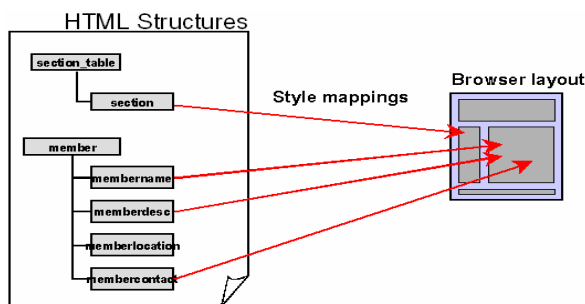 HTML Structures
section_table
section
member
membername
memberdesc
memberlocation
membercontact
Style mappings
Browser layout